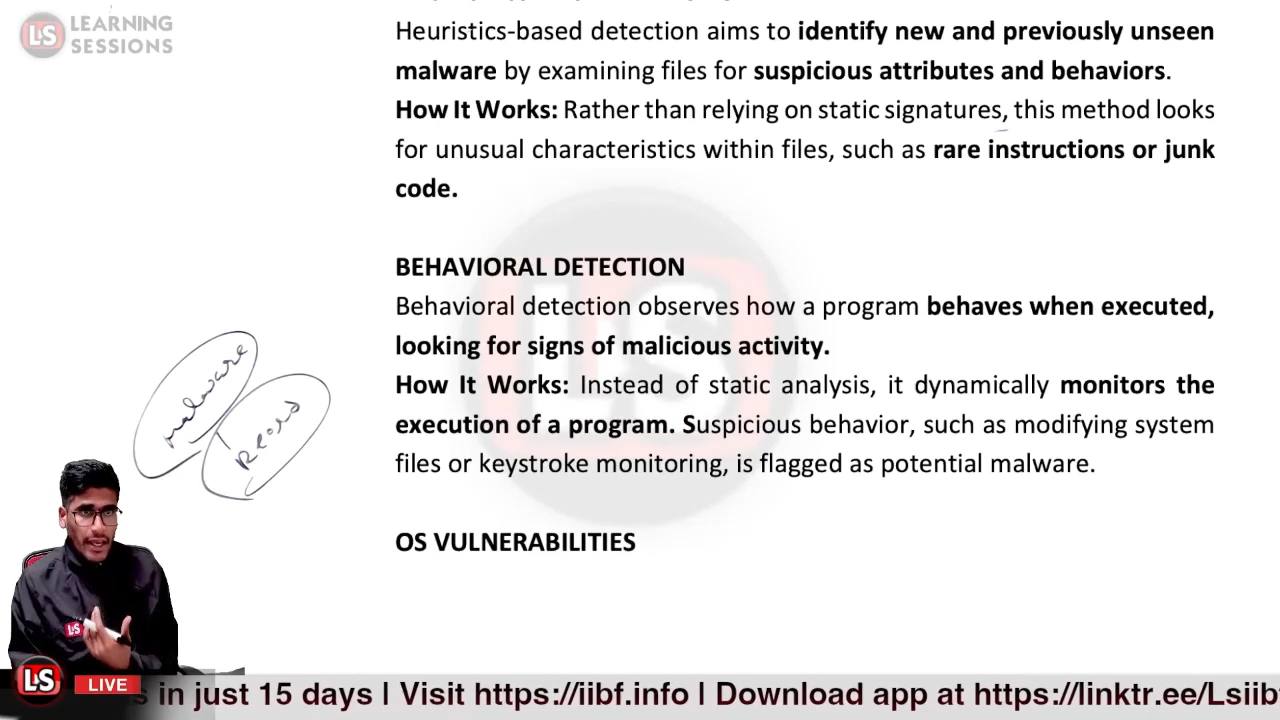 LS LEARNING
SESSIONS
Heuristics-based detection aims to identify new and previously unseen
malware by examining files for suspicious attributes and behaviors.
How It Works: Rather than relying on static signatures, this method looks
for unusual characteristics within files, such as rare instructions or junk
code.
BEHAVIORAL DETECTION
Behavioral detection observes how a program behaves when executed,
looking for signs of malicious activity.
How It Works: Instead of static analysis, it dynamically monitors the
execution of a program. Suspicious behavior, such as modifying system
files or keystroke monitoring, is flagged as potential malware.
malware
OS VULNERABILITIES
LS
LS LIVE s in just 15 days | Visit https://iibf.info | Download app at https://linktr.ee/Lsiib